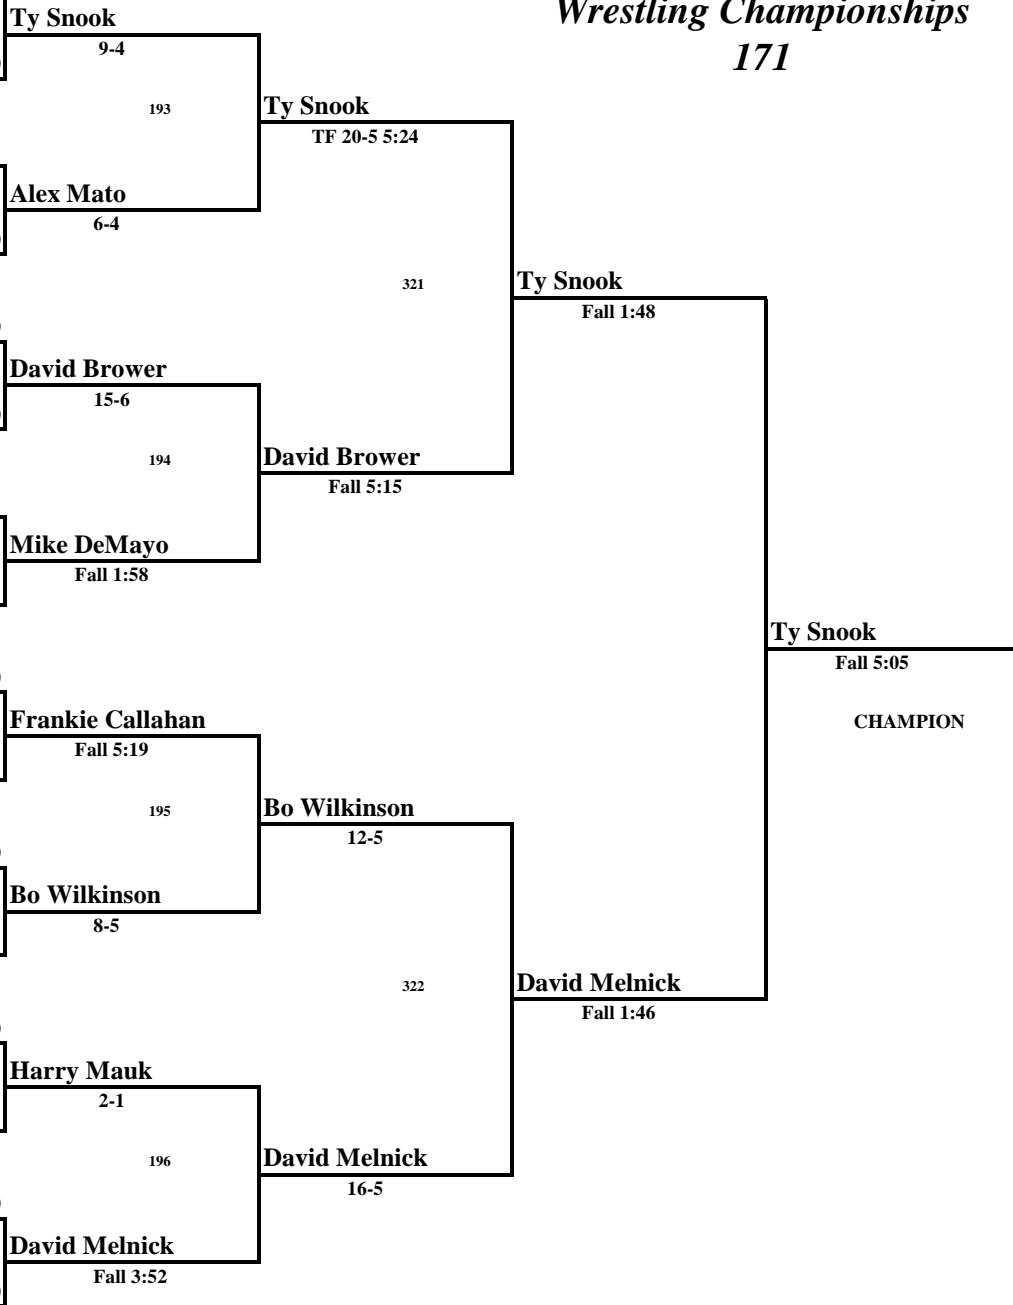 Wrestling Championships
171
Ty Snook
9-4
193
Ty Snook
TF 20-5 5:24
Alex Mato
6-4
321
Ty Snook
Fall 1:48
David Brower
15-6
194
David Brower
Fall 5:15
Mike DeMayo
Fall 1:58
Ty Snook
Fall 5:05
CHAMPION
Frankie Callahan
Fall 5:19
195
Bo Wilkinson
12-5
Bo Wilkinson
8-5
322
David Melnick
Fall 1:46
Harry Mauk
2-1
196
David Melnick
16-5
David Melnick
Fall 3:52